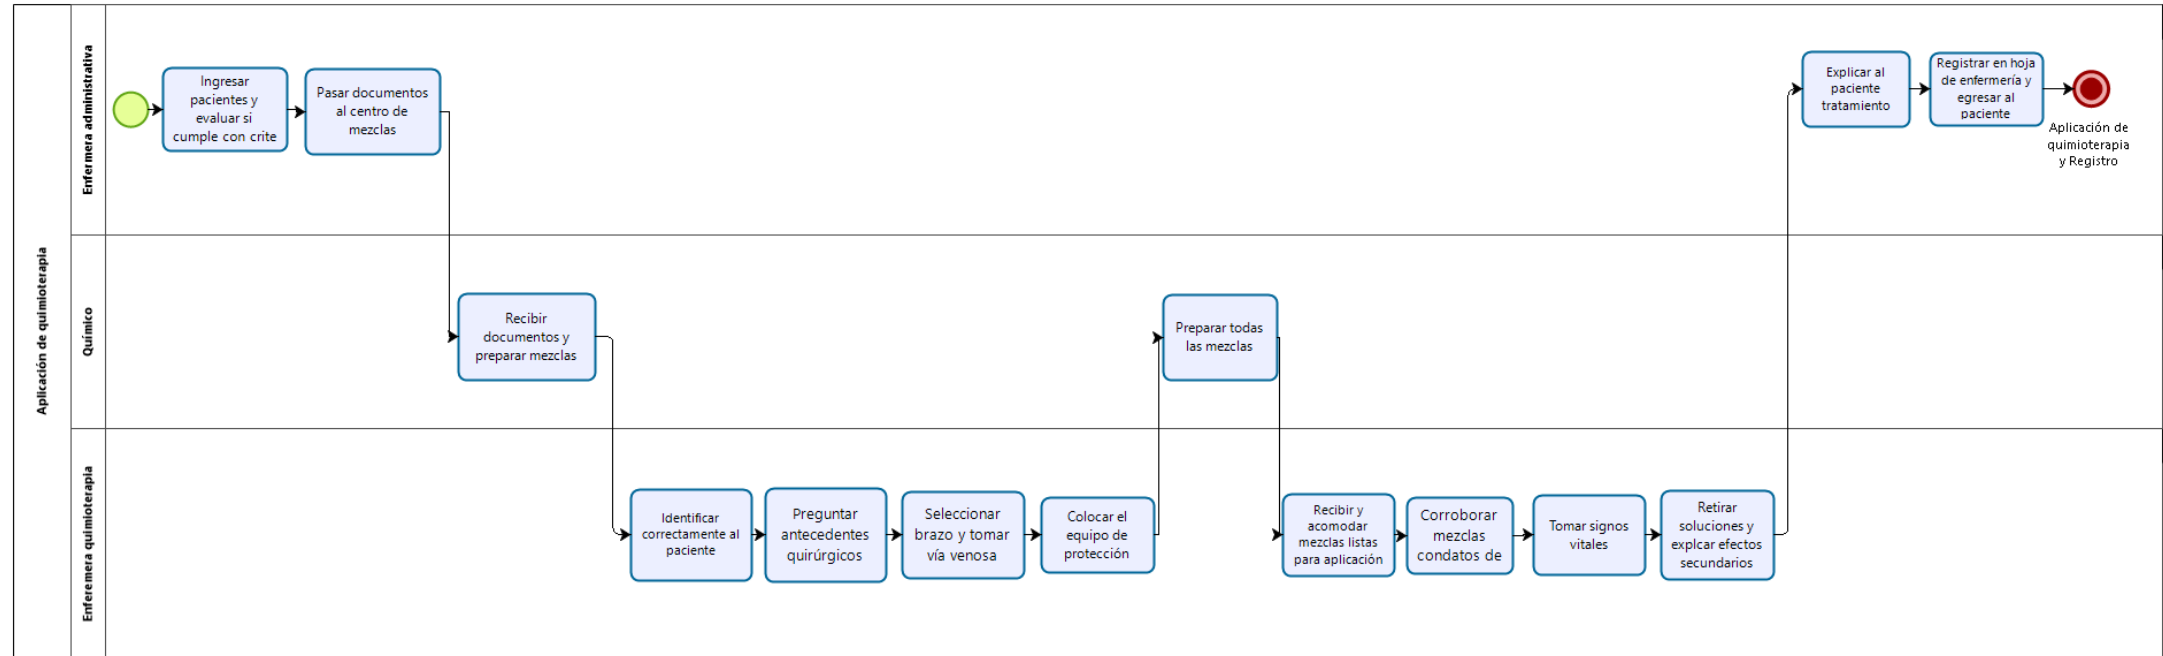 Aplicación de quimioterapia
Enfermera administrativa
Ingresar
pacientes y
evaluar si
cumple con crite
Pasar documentos
al centro de
mezclas
Explicar al
paciente
tratamiento
Registrar en hoja
de enfermería y
egresar al
paciente
Aplicación de
quimioterapia
y Registro
Químico
Recibir
documentos y
preparar mezclas
Preparar todas
las mezclas
Enferemera quimioterapia
Identificar
correctamente al
paciente
Preguntar
antecedentes
quirúrgicos
Seleccionar
brazo y tomar
vía venosa
Colocar el
equipo de
protección
Recibir y
acomodar
mezclas listas
para aplicación
Corroborar
mezclas
condatos de
Tomar signos
vitales
Retirar
soluciones y
explcar efectos
secundarios